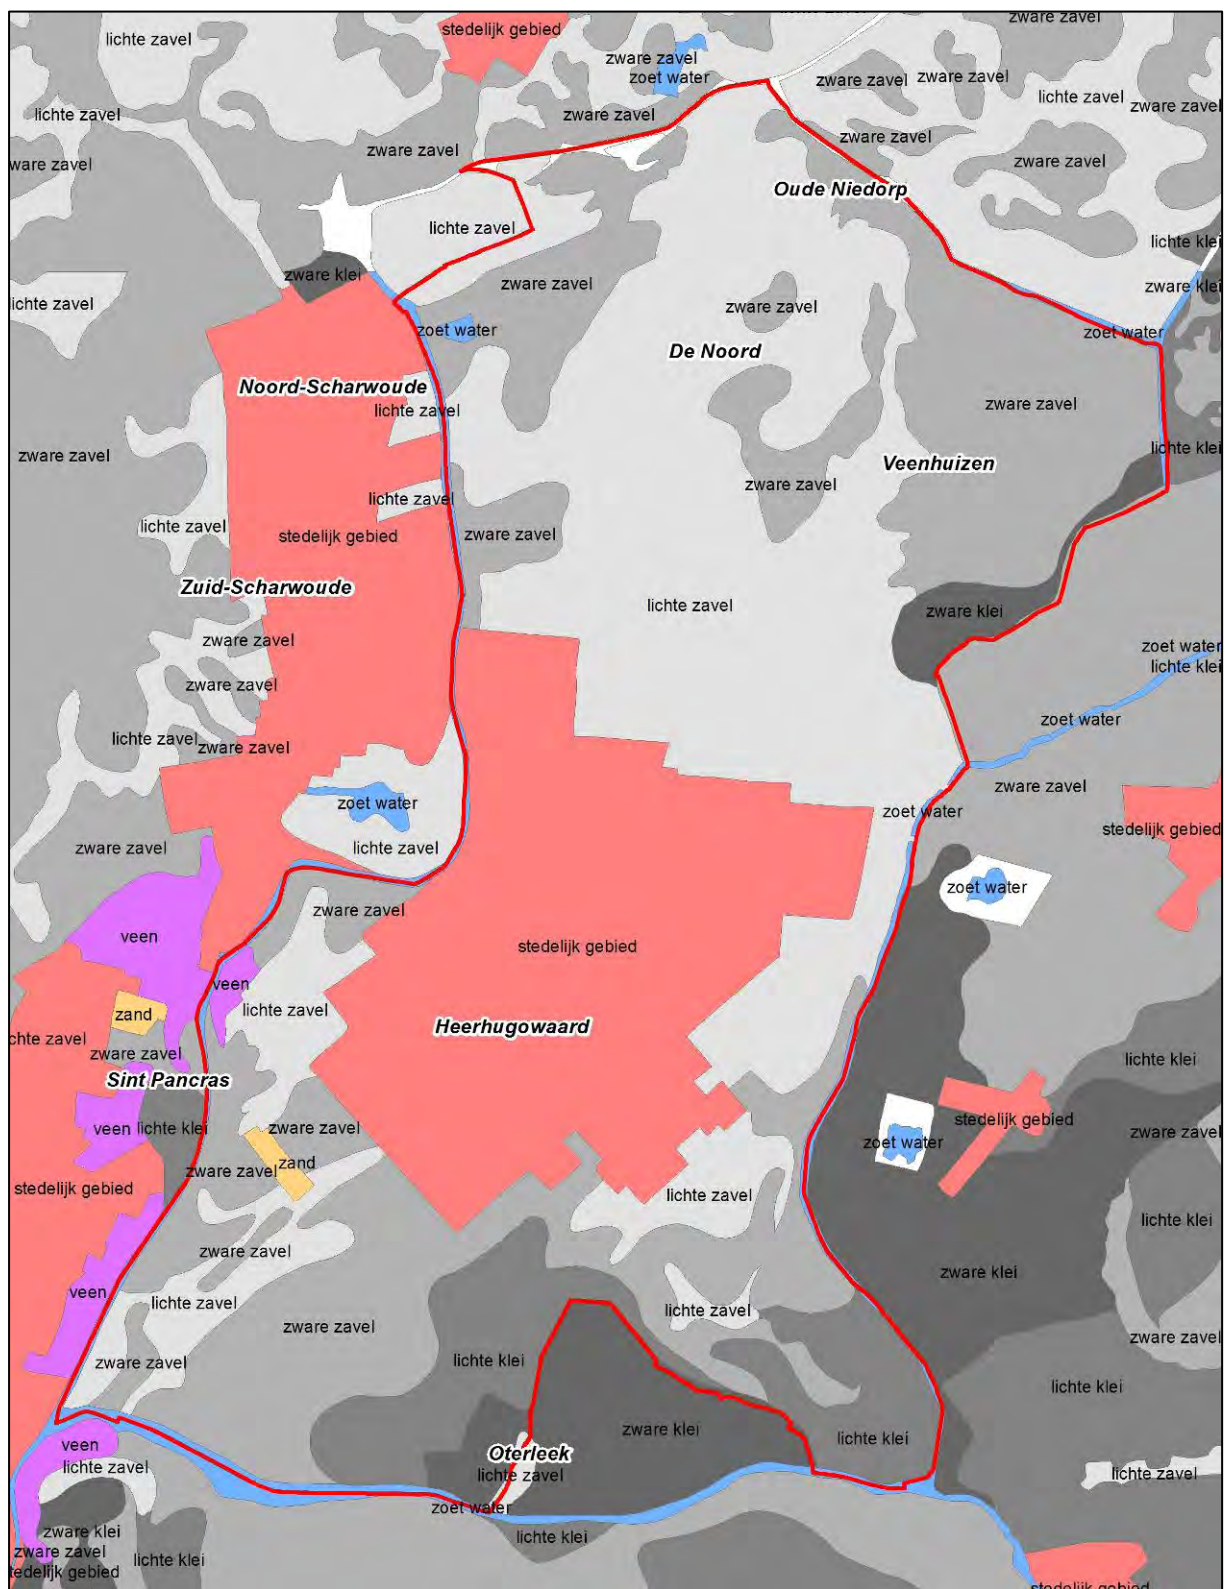 zware zavel
lichte zavel
stedelijk gebied
lichte zavel
zware zavel
zoet water
zware zavel
zware zavel
lichte zavel
zware zavel
lichte zavel
zware zavel
zware zavel
zware zavel
ware zavel
zware zavel
Oude Niedorp
lichte zavel
lichte klei
zware klei
zware zavel
zware klei
lichte zavel
zware zavel
zoet water
zoet water
De Noord
Noord-Scharwoude
lichte zavel
zware zavel
zware zavel
lichte klei
Veenhuizen
zware zavel
lichte zavel
lichte zavel
stedelijk gebied
zware zavel
Zuid-Scharwoude
lichte zavel
zware klei
zware zavel
zoet water
lichte klei
zware zavel
zoet water
lichte zavel
zware zavel
zware zavel
zoet water
zoet water
stedelijk gebied
zware zavel
lichte zavel
zoet water
zware zavel
veen
stedelijk gebied
veen
zand
lichte zavel
Heerhugowaard
chte zavel
zware zavel
lichte klei
Sint Pancras
stedelijk gebied
veen
lichte klei
zware zavel
zware zavel
zoet water
zand
zware zavel
stedelijk gebied
lichte zavel
lichte klei
zware zavel
zware klei
veen
lichte zavel
lichte zavel
zware zavel
zware zavel
lichte klei
zware zavel
lichte klei
zware klei
lichte klei
veen
Oterleek
lichte zavel
lichte zavel
lichte zavel
zoet water
zware klei
lichte klei
zware zavel
lichte klei
tedelijk gebied
stedelijk gebied